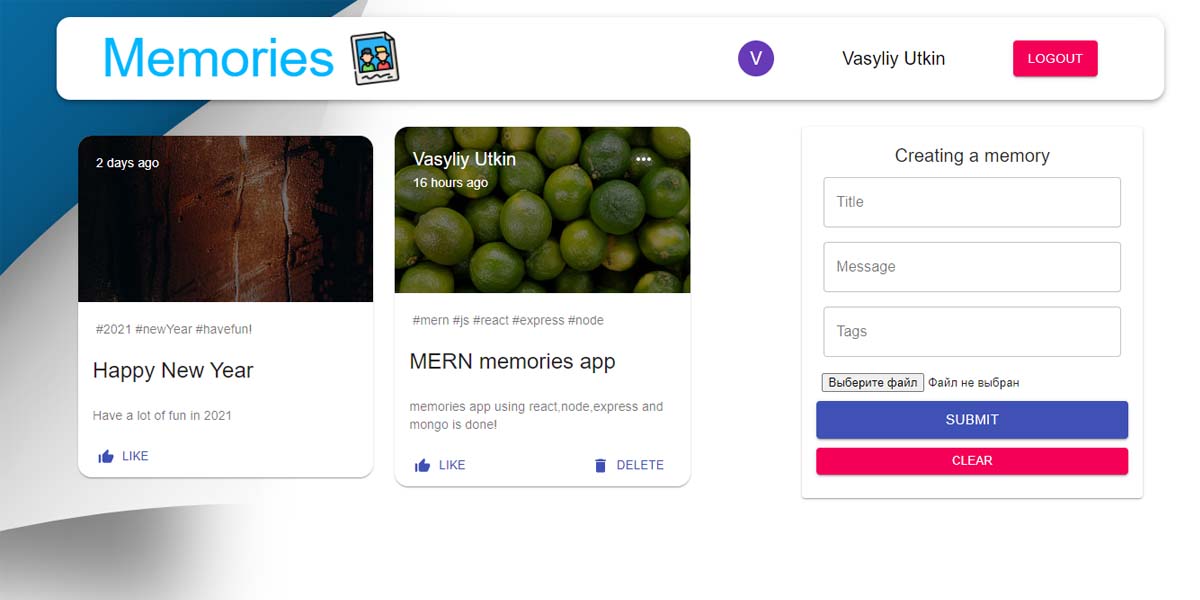 Memories
V
Vasyliy Utkin
LOGOUT
2 days ago
#2021 #newYear #havefun!
Happy New Year
Have a lot of fun in 2021
LIKE
Vasyliy Utkin
16 hours ago
#mern #js #react #express #node
MERN memories app
memories app using react,node,express and
mongo is done!
LIKE
DELETE
Creating a memory
Title
Message
Tags
Выберите файл Файл не выбран
SUBMIT
CLEAR